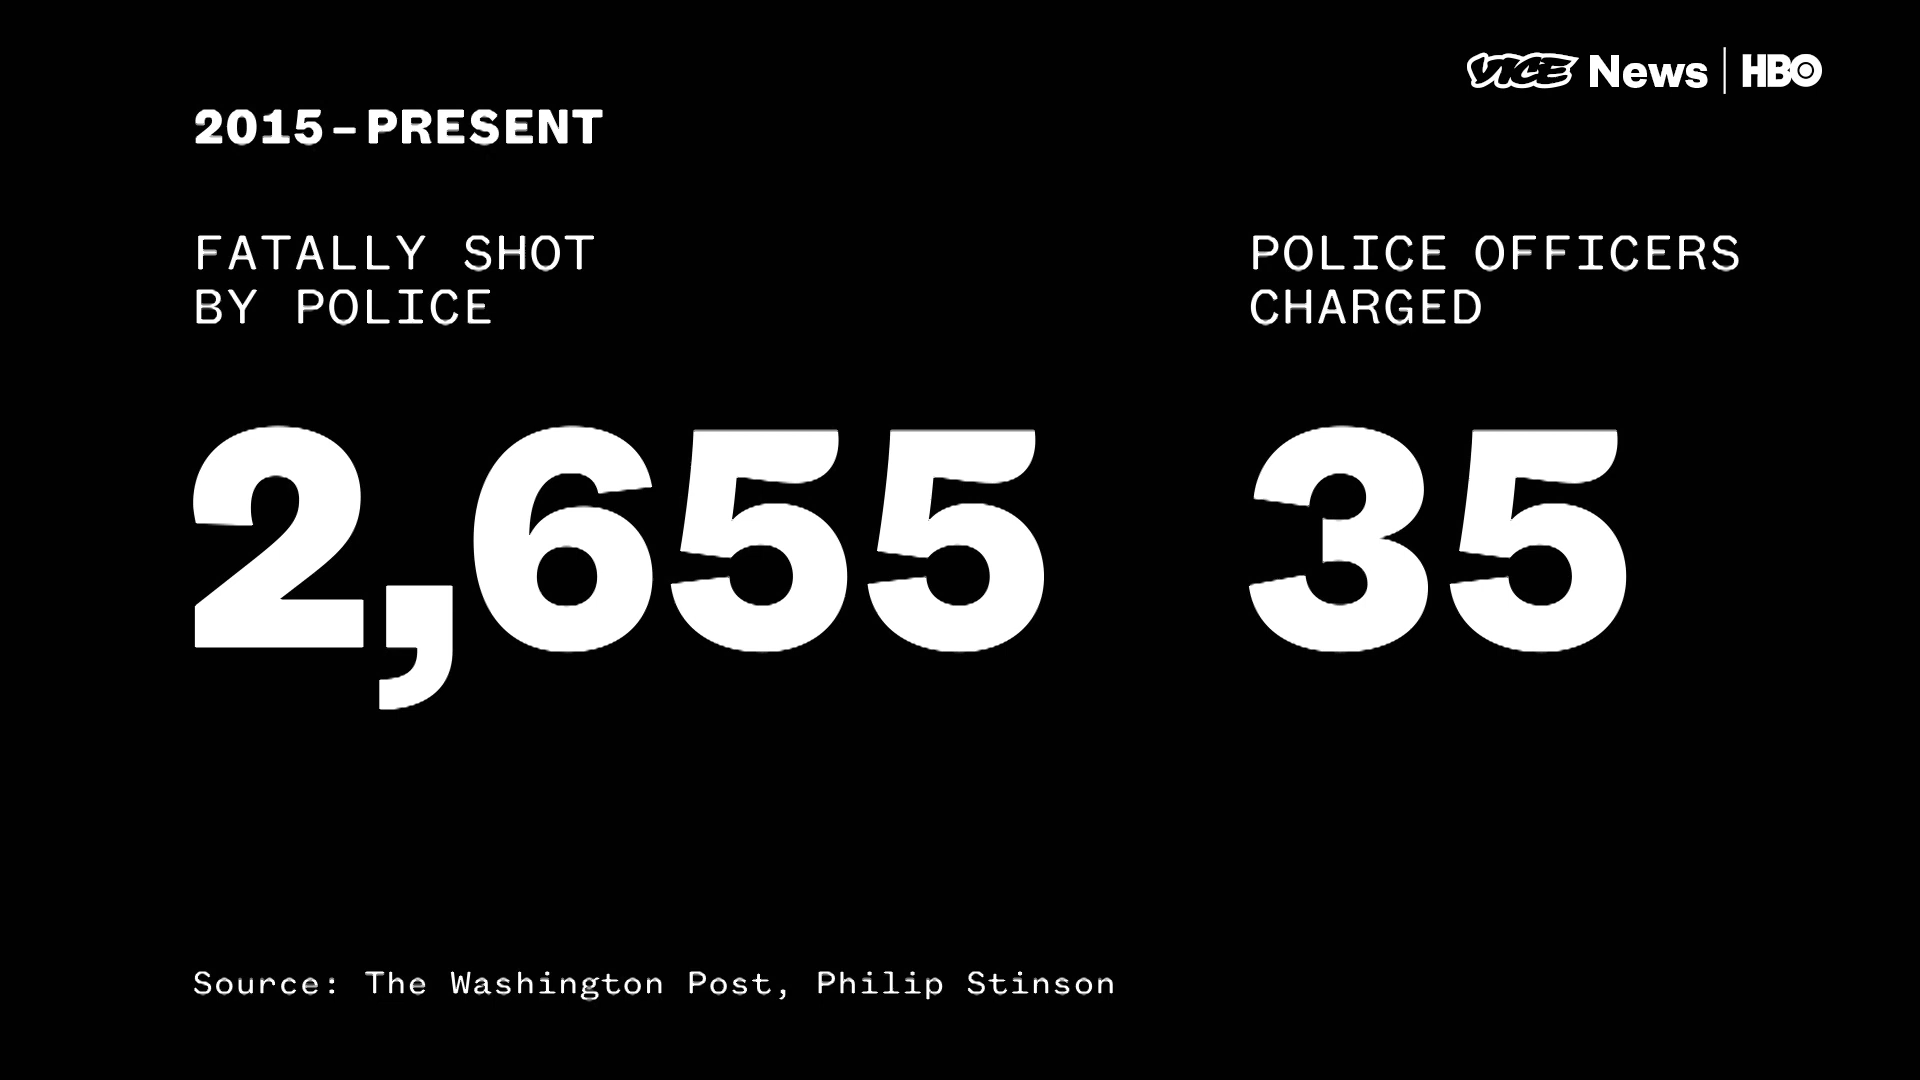 VICE News | HBO
2015–PRESENT
FATALLY SHOT
BY POLICE
2,655
POLICE OFFICERS
CHARGED
35
Source: The Washington Post, Philip Stinson